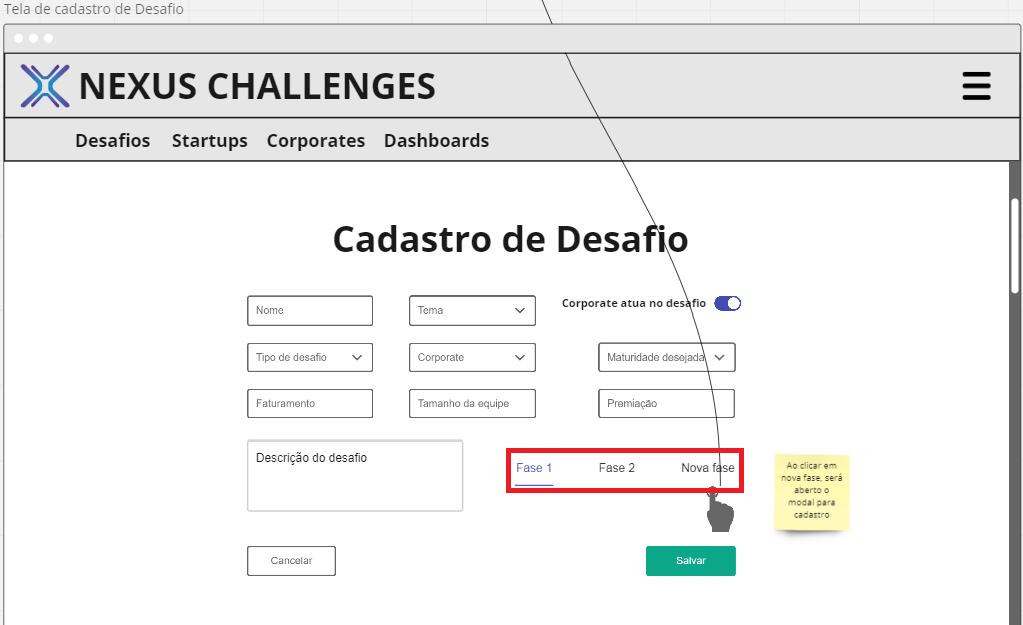 Tela de cadastro de Desafio
NEXUS CHALLENGES
Desafios Startups Corporates Dashboards
Cadastro de Desafio
Nome
Tema
Corporate atua no desafio
Tipo de desafio
Corporate
Maturidade desejada
Faturamento
Tamanho da equipe
Premiação
Descrição do desafio
Fase 1
Fase 2
Nova fase
Ao clicar em
nova fase, será
aberto o
modal para
cadastro
Cancelar
Salvar